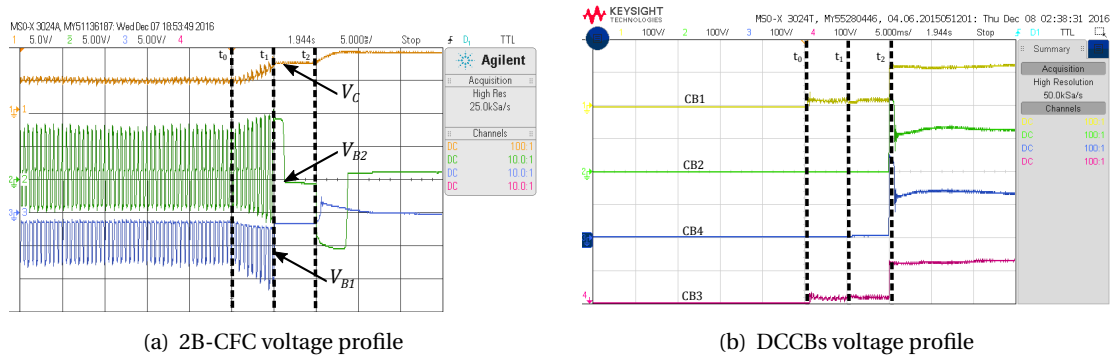 MSO-X 3024A, MY51136187: Wed Dec 07 18:53:49 2016
1 5.0V/ 2 5.00V/ 3 5.00V/ 4 1.944s 5.000s/ Stop D1 TTL
t0 t1 t2
Agilent
Acquisition
High Res
25.0kSa/s
Channels
DC 100:1
DC 10.0:1
DC 10.0:1
DC 10.0:1
VC
VB2
VB1
(a) 2B-CFC voltage profile
KEYSIGHT
TECHNOLOGIES
MSO-X 3024T, MY55280446, 04.06.2015051201: Thu Dec 08 02:38:31 2016
1 100V/ 2 100V/ 3 100V/ 4 100V/ 5.000ms/ 1.944s Stop D1 TTL
t0 t1 t2
Summary
Acquisition
High Resolution
50.0kSa/s
Channels
DC 100:1
DC 100:1
DC 100:1
DC 100:1
CB1
CB2
CB4
CB3
(b) DCCBs voltage profile